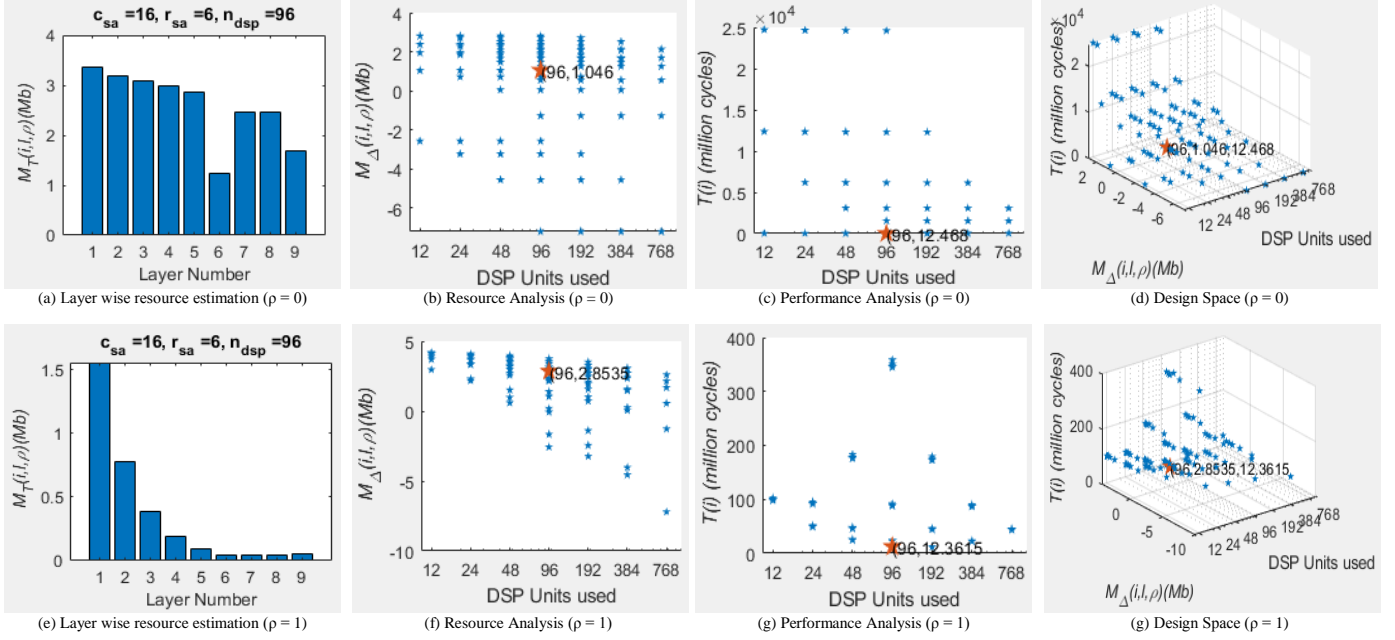 c_sa =16, r_sa =6, n_dsp =96
M_T(i,l,ρ)(Mb)
4
3
2
1
0
1 2 3 4 5 6 7 8 9
Layer Number
(a) Layer wise resource estimation (ρ = 0)
M_Δ(i,l,ρ)(Mb)
4
2
0
-2
-4
-6
(96,1.046
12 24 48 96 192 384 768
DSP Units used
(b) Resource Analysis (ρ = 0)
×10^4
T(i) (million cycles)
2.5
2
1.5
1
0.5
0
(96,12.468
12 24 48 96 192 384 768
DSP Units used
(c) Performance Analysis (ρ = 0)
×10^4
T(i) (million cycles)
2
1
0
(96,1.046,12.468
2 0 -2 -4 -6
12 24 48 96 192 384 768
DSP Units used
M_Δ(i,l,ρ)(Mb)
(d) Design Space (ρ = 0)
c_sa =16, r_sa =6, n_dsp =96
M_T(i,l,ρ)(Mb)
1.5
1
0.5
0
1 2 3 4 5 6 7 8 9
Layer Number
(e) Layer wise resource estimation (ρ = 1)
M_Δ(i,l,ρ)(Mb)
5
0
-5
-10
(96,2.8535
12 24 48 96 192 384 768
DSP Units used
(f) Resource Analysis (ρ = 1)
T(i) (million cycles)
400
300
200
100
0
(96,12.3615
12 24 48 96 192 384 768
DSP Units used
(g) Performance Analysis (ρ = 1)
T(i) (million cycles)
400
200
0
(96,2.8535,12.3615
0 -5 -10
12 24 48 96 192 384 768
DSP Units used
M_Δ(i,l,ρ)(Mb)
(g) Design Space (ρ = 1)